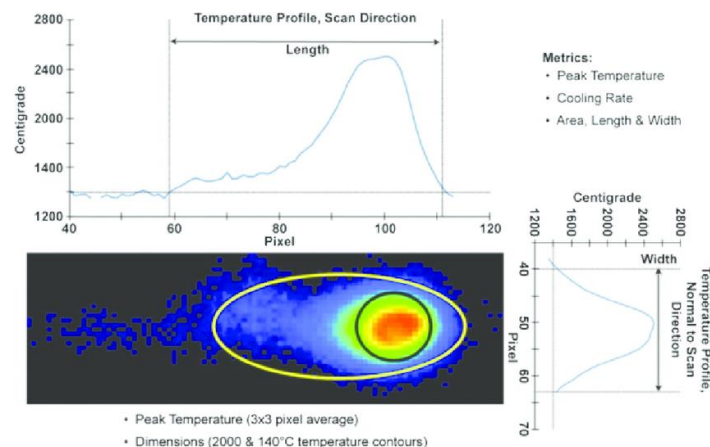 Temperature Profile, Scan Direction
Length
2800
2400
2000
1600
1400
1200
Centigrade
40
60
80
100
120
Pixel
Metrics:
• Peak Temperature
• Cooling Rate
• Area, Length & Width
Centigrade
1200
1600
2000
2400
2800
Width
40
50
60
70
Pixel
Temperature Profile,
Normal to Scan
Direction
• Peak Temperature (3x3 pixel average)
• Dimensions (2000 & 140°C temperature contours)